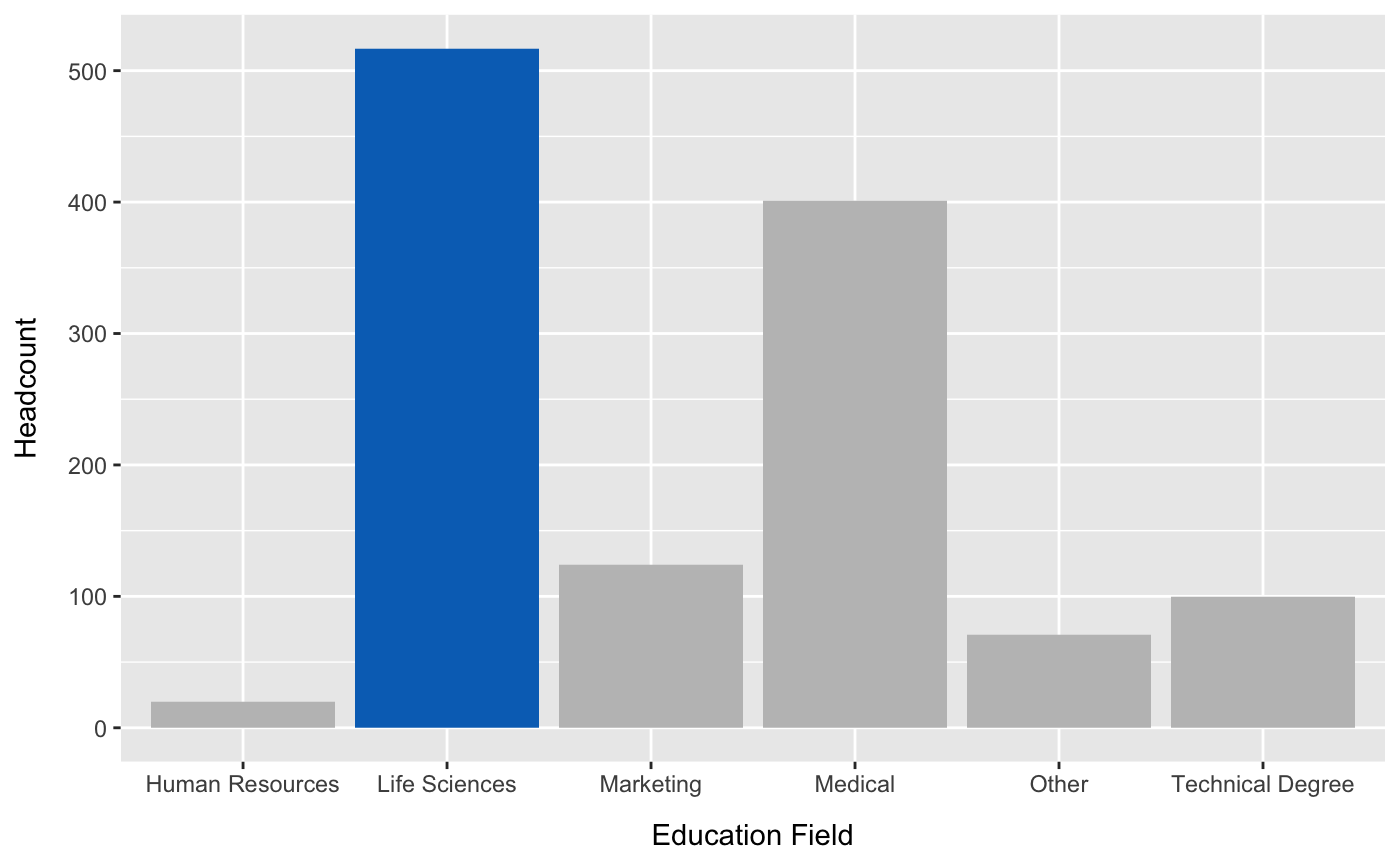 Headcount
500
400
300
200
100
0
Human Resources Life Sciences Marketing Medical Other Technical Degree
Education Field